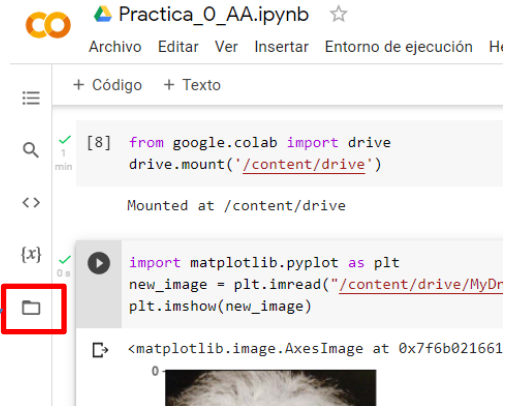 Practica_0_AA.ipynb
Archivo Editar Ver Insertar Entorno de ejecución
+ Código + Texto
[8] from google.colab import drive
1 min
drive.mount('/content/drive')
Mounted at /content/drive
{x}
import matplotlib.pyplot as plt
0 s
new_image = plt.imread("/content/drive/MyDr
plt.imshow(new_image)
<matplotlib.image.AxesImage at 0x7f6b021661
0